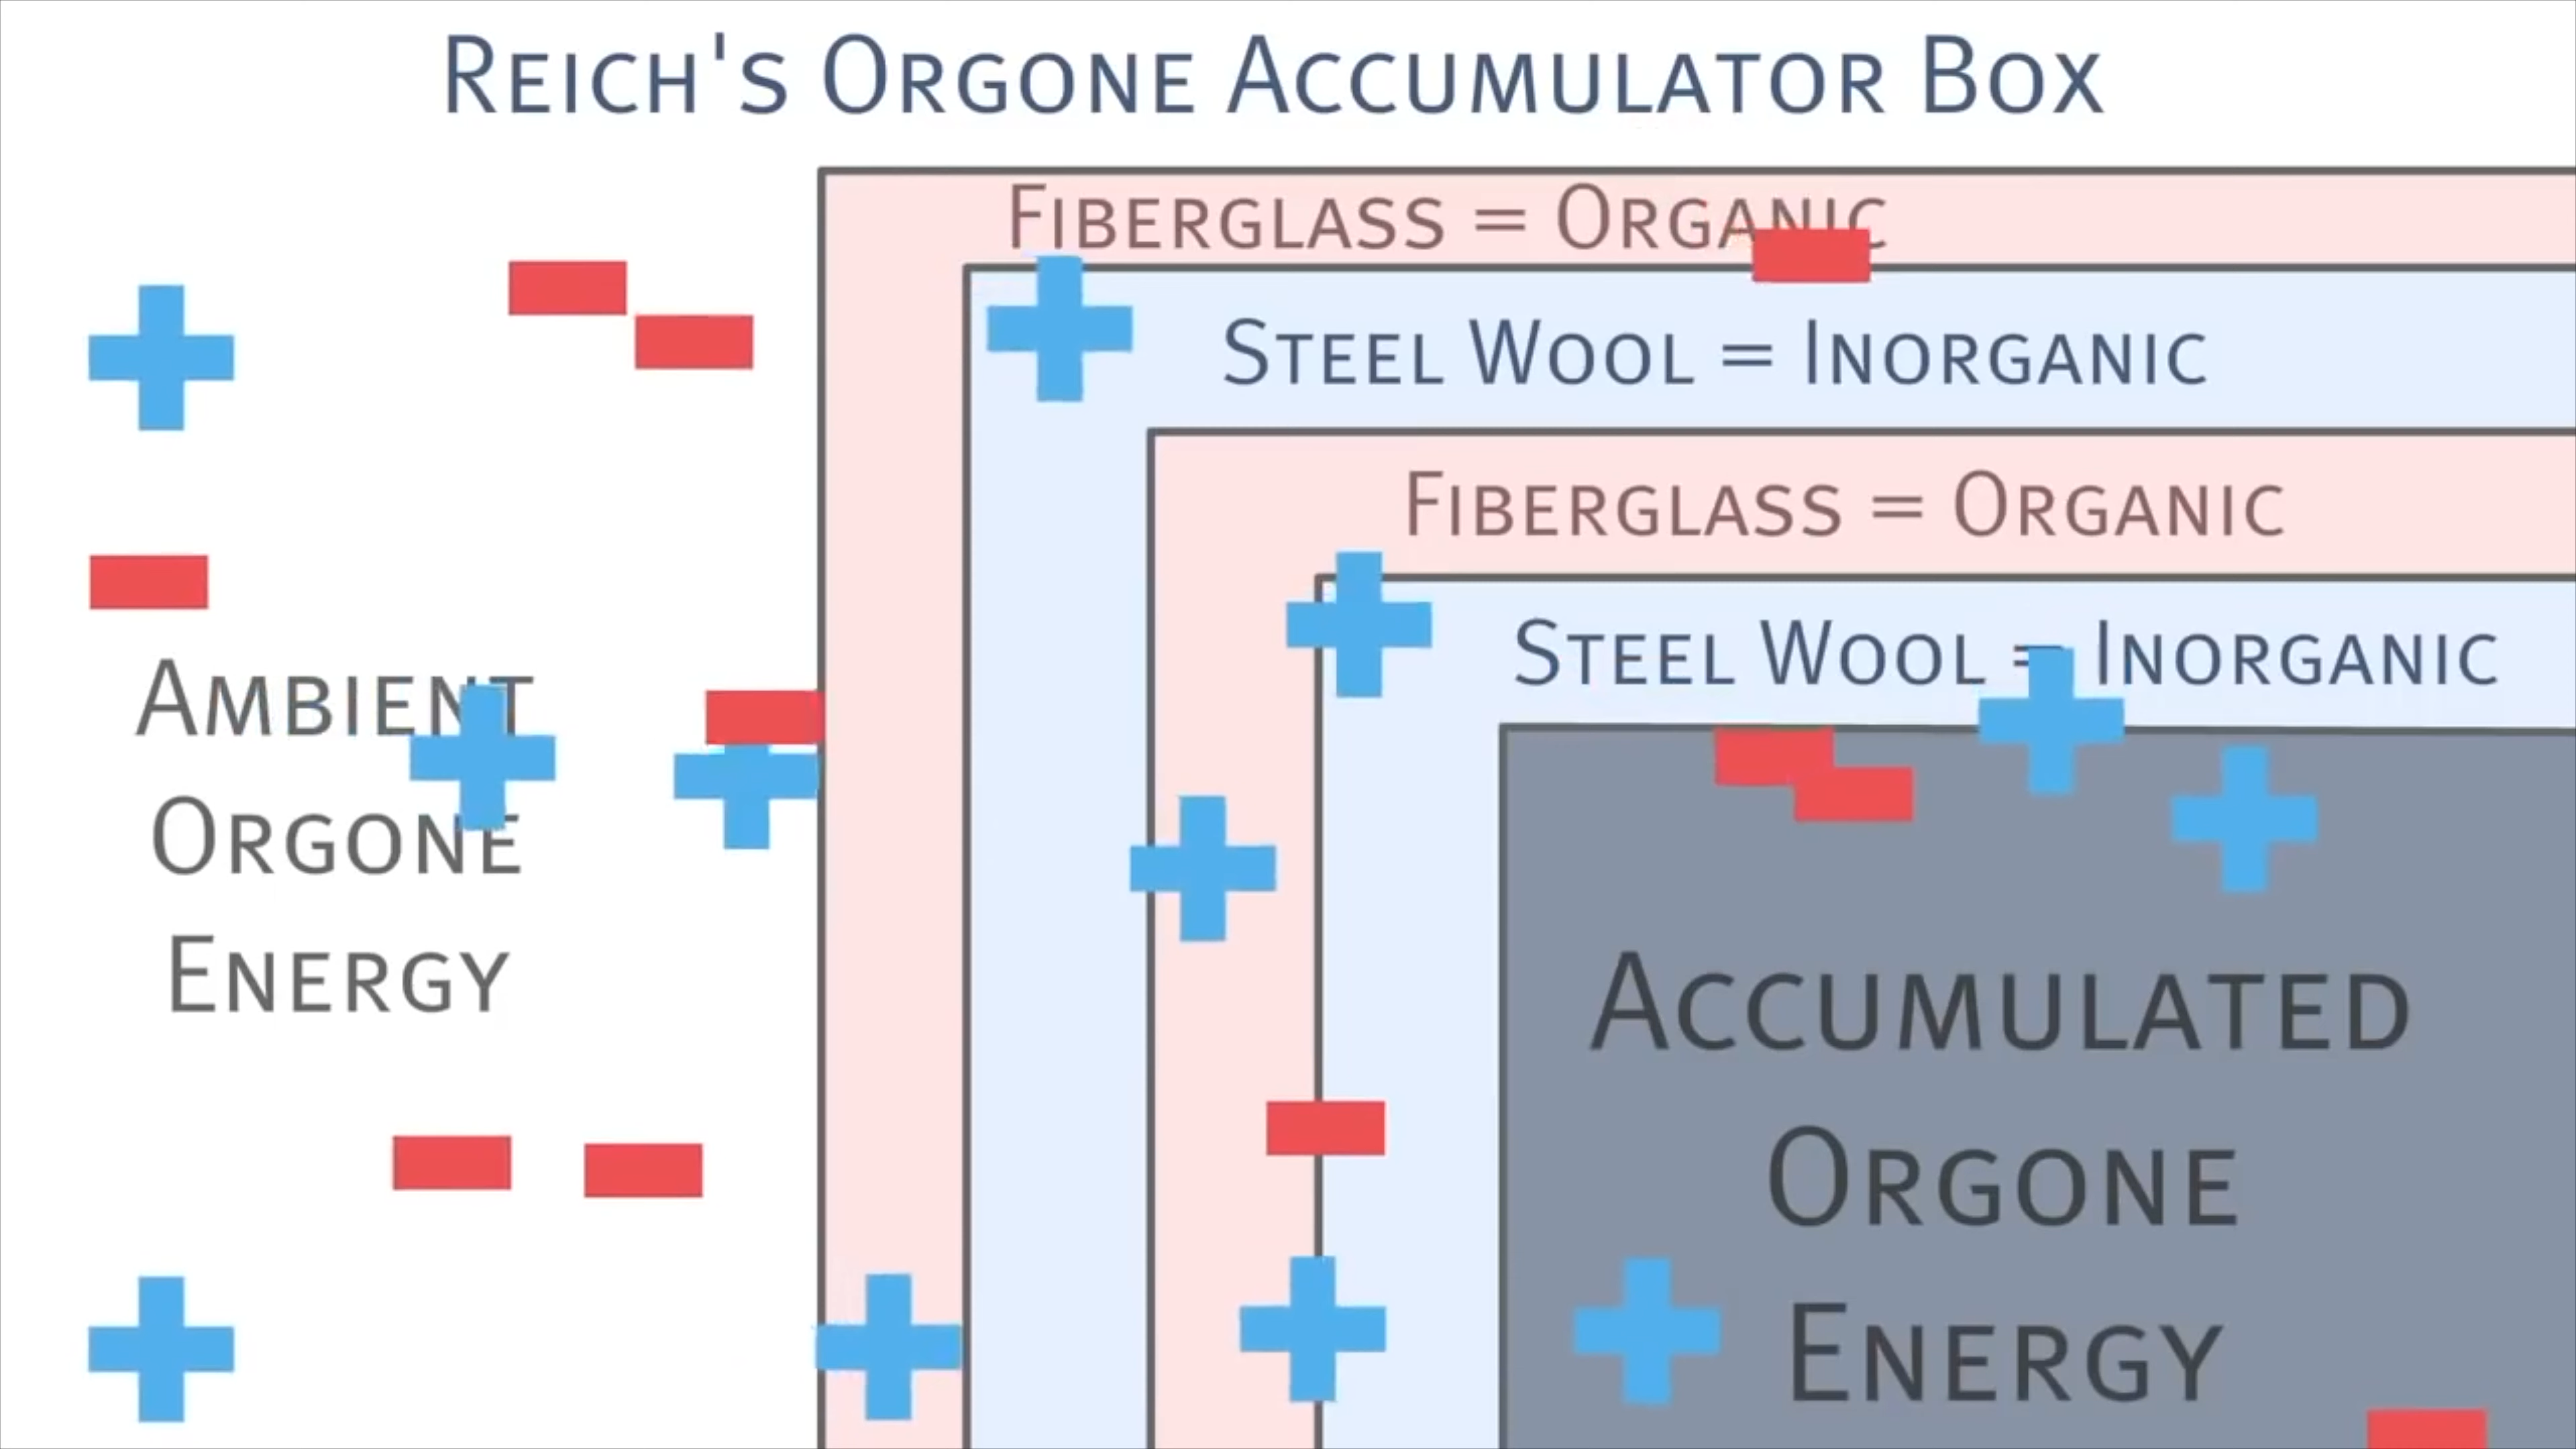 Reich's Orgone Accumulator Box
Fiberglass = Organic
Steel Wool = Inorganic
Fiberglass = Organic
Steel Wool = Inorganic
Ambient
Orgone
Energy
Accumulated
Orgone
Energy